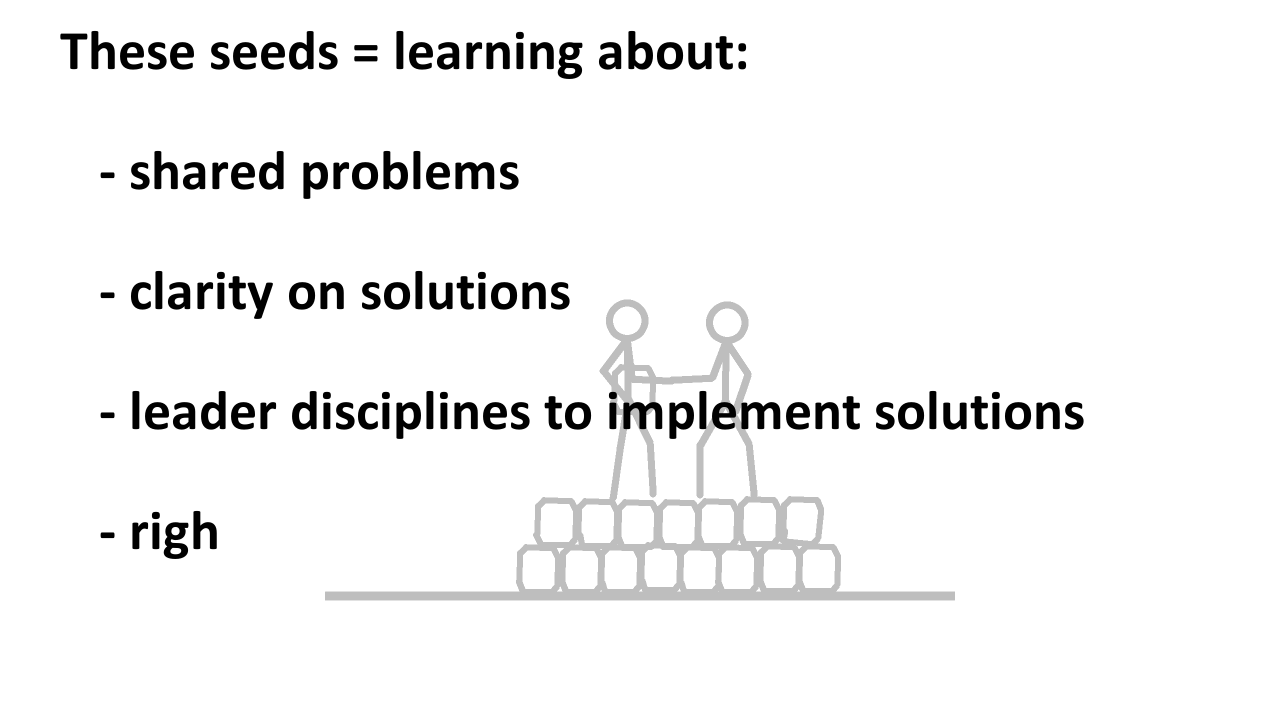 These seeds = learning about:
- shared problems
- clarity on solutions
- leader disciplines to implement solutions
- righ